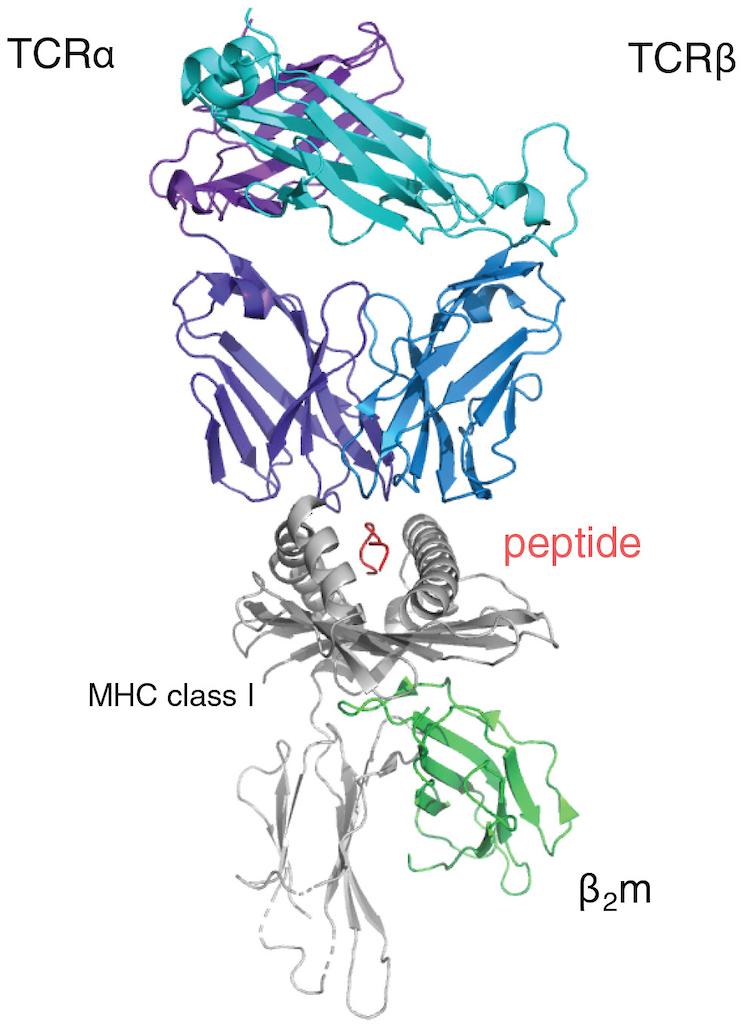 TCRα
TCRβ
peptide
MHC class I
β₂m